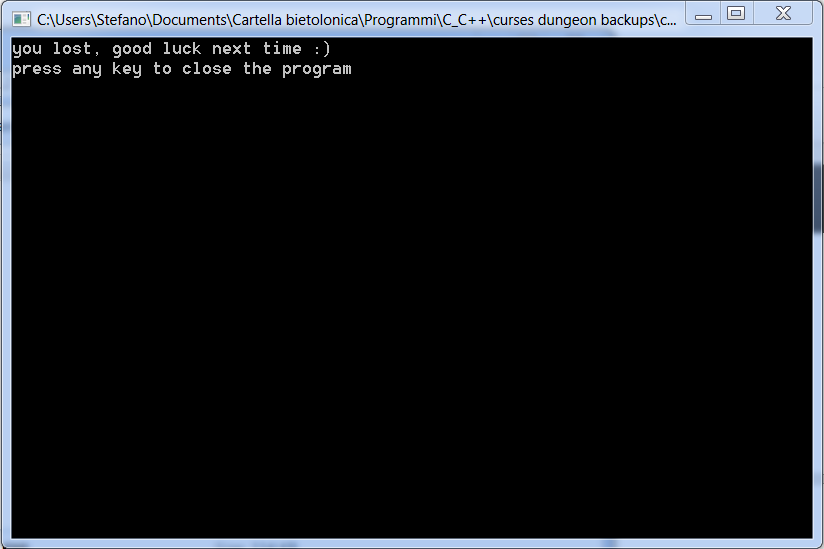 C:\Users\Stefano\Documents\Cartella bietolonica\Programmi\C_C++\curses dungeon backups\c...
you lost, good luck next time :)
press any key to close the program